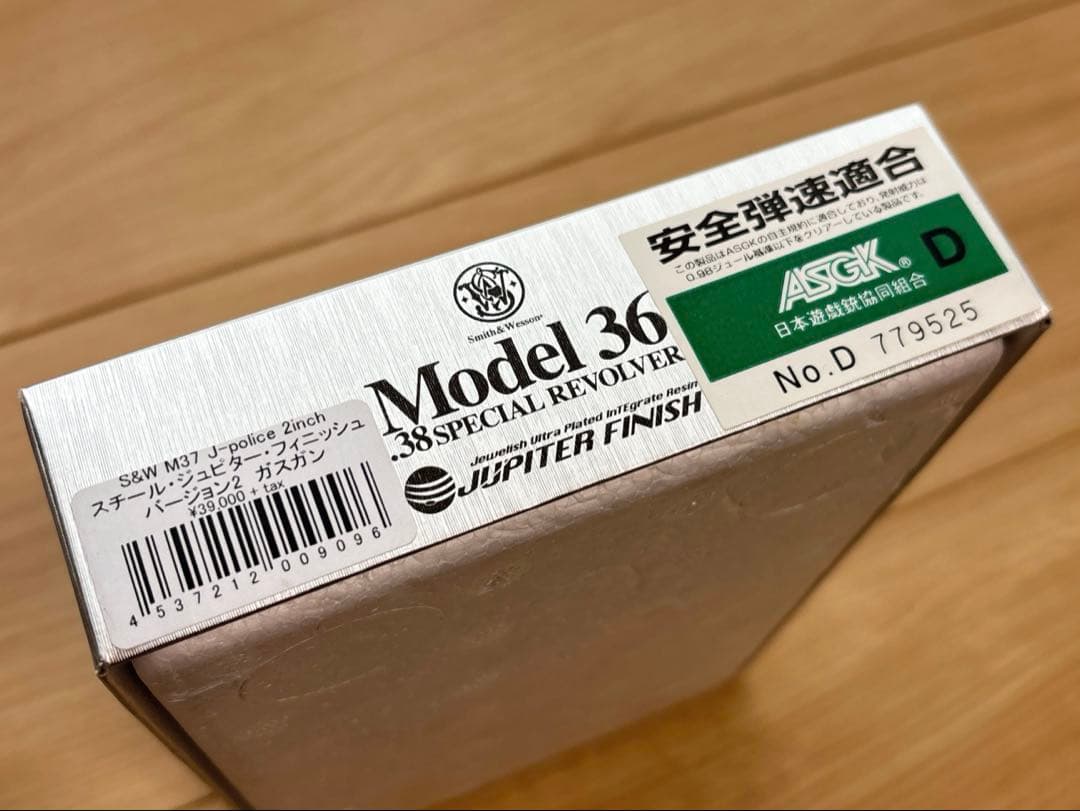 Smith&Wesson
Model 36
.38 SPECIAL REVOLVER
Jewelish Ultra Plated InTEgrate Resin
JUPITER FINISH
S&W M37 J-police 2inch
スチール・ジュピター・フィニッシュ
バージョン2 ガスガン
¥39,000 + tax
4 537212 009096
安全弾速適合
この製品はASGKの自主規約に適合しており、発射威力は
0.98ジュール基準以下をクリアーしている製品です。
ASGK® D
日本遊戯銃協同組合
No.D 779525